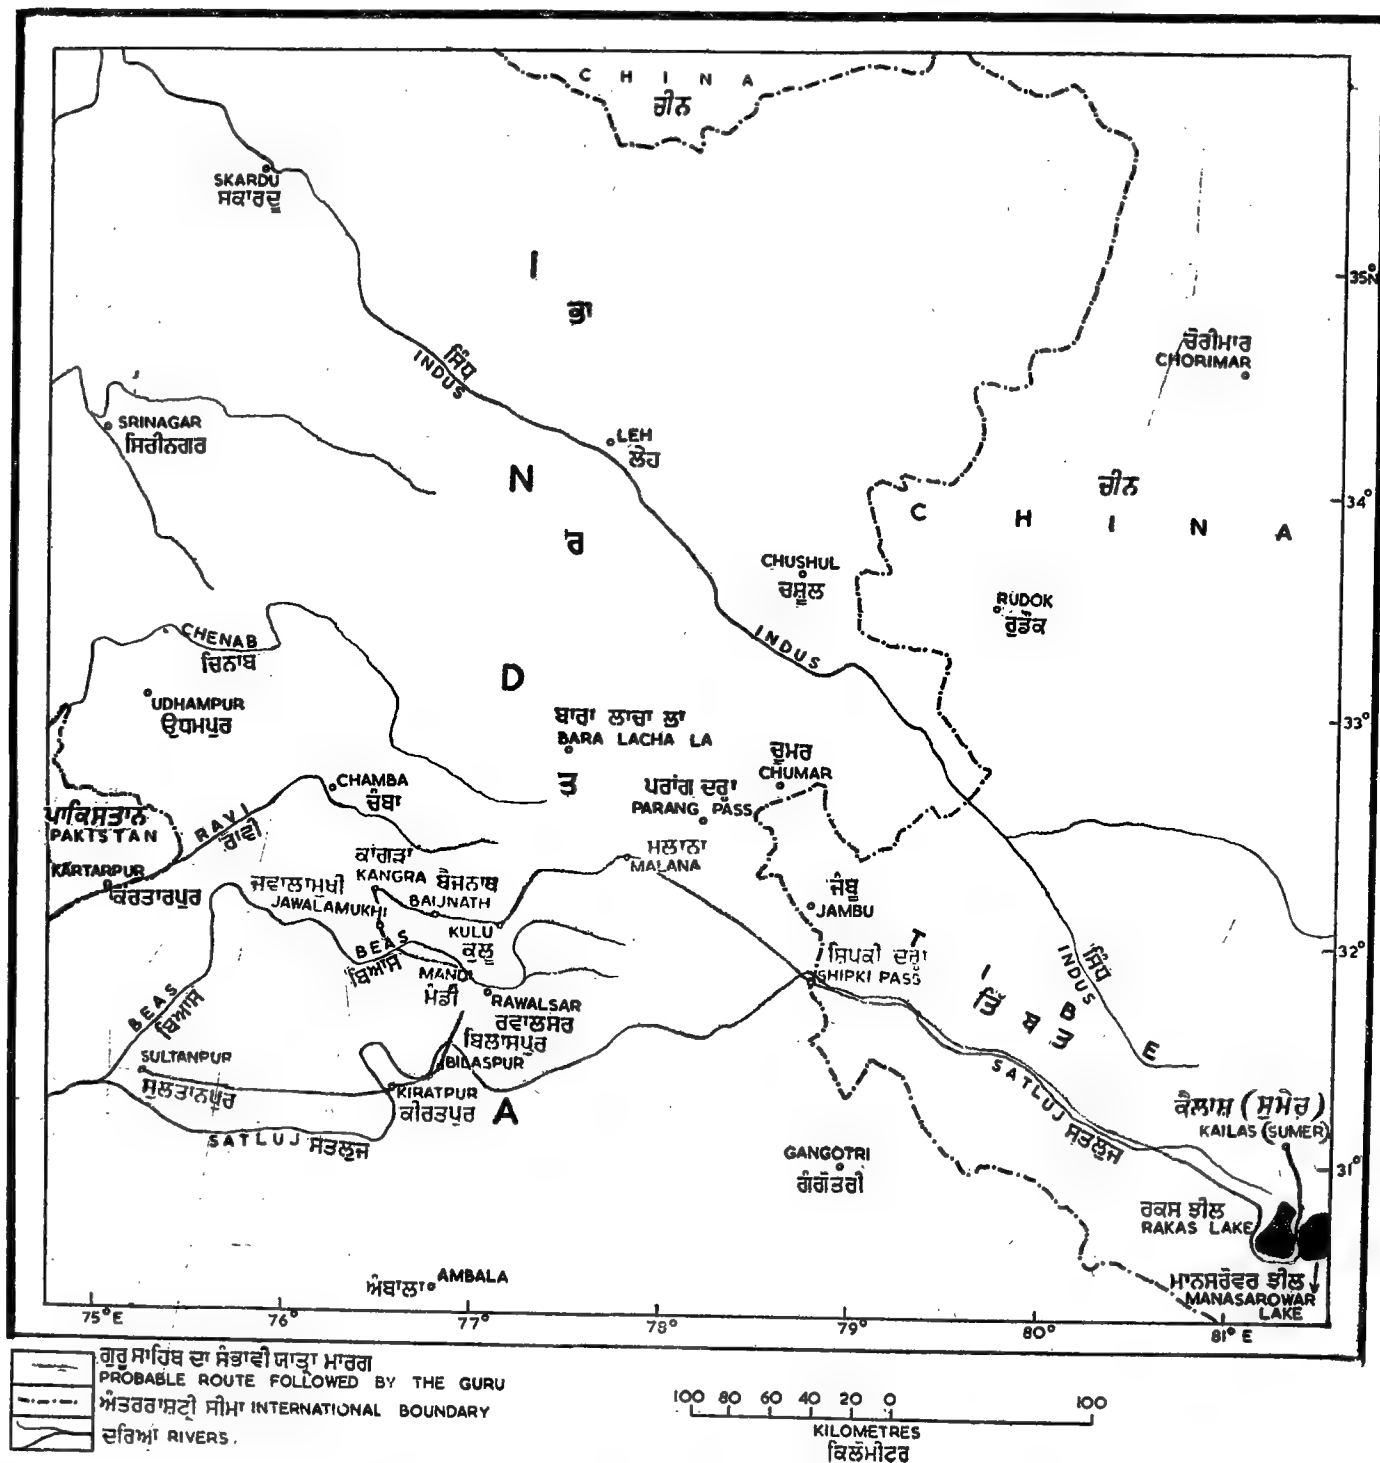 C H I N A
ਚੀਨ
SKARDU
ਸਕਾਰਦੂ
I
ਭਾ
35°N
ਚੋਰੀਮਾਰ
CHORIMAR
ਸਿੰਧ
INDUS
SRINAGAR
ਸਿਰੀਨਗਰ
LEH
ਲੇਹ
N
ਰ
ਚੀਨ
C H I N A
34°
CHUSHUL
ਚਸ਼ੂਲ
RUDOK
ਰੁਡੋਕ
CHENAB
ਚਿਨਾਬ
INDUS
D
UDHAMPUR
ਊਧਮਪੁਰ
ਬਾਰਾ ਲਾਚਾ ਲਾ
BARA LACHA LA
33°
ਤ
ਚੂਮਰ
CHUMAR
CHAMBA
ਚੰਬਾ
ਪਰਾਂਗ ਦਰ੍ਹਾ
PARANG PASS
ਪਾਕਿਸਤਾਨ
PAKISTAN
RAVI
ਰਾਵੀ
KARTARPUR
ਕਰਤਾਰਪੁਰ
ਕਾਂਗੜਾ
KANGRA
ਮਲਾਨਾ
MALANA
ਜਵਾਲਾਮੁਖੀ
JAWALAMUKHI
ਬੈਜਨਾਥ
BAIJNATH
ਜੰਬੂ
JAMBU
KULU
ਕੁਲੂ
BEAS
ਬਿਆਸ
T
I
B
E
ਤਿੱ ਬ ਤ
32°
ਸ਼ਿਪਕੀ ਦਰ੍ਹਾ
SHIPKI PASS
ਸਿੰਧ
INDUS
MANDI
ਮੰਡੀ
RAWALSAR
ਰਵਾਲਸਰ
BEAS
ਬਿਆਸ
ਬਿਲਾਸਪੁਰ
BILASPUR
SULTANPUR
ਸੁਲਤਾਨਪੁਰ
KIRATPUR
ਕੀਰਤਪੁਰ
A
SATLUJ ਸਤਲੁਜ
SATLUJ ਸਤਲੁਜ
ਕੈਲਾਸ਼ (ਸੁਮੇਰ)
KAILAS (SUMER)
GANGOTRI
ਗੰਗੋਤਰੀ
31°
ਰਕਸ ਝੀਲ
RAKAS LAKE
ਅੰਬਾਲਾ AMBALA
ਮਾਨਸਰੋਵਰ ਝੀਲ
MANASAROWAR
LAKE
75°E 76° 77° 78° 79° 80° 81°E
ਗੁਰੂ ਸਾਹਿਬ ਦਾ ਸੰਭਾਵੀ ਯਾਤ੍ਰਾ ਮਾਰਗ
PROBABLE ROUTE FOLLOWED BY THE GURU
ਅੰਤਰਰਾਸ਼ਟ੍ਰੀ ਸੀਮਾ INTERNATIONAL BOUNDARY
ਦਰਿਆ RIVERS.
100 80 60 40 20 0 100
KILOMETRES
ਕਿਲੋਮੀਟਰ